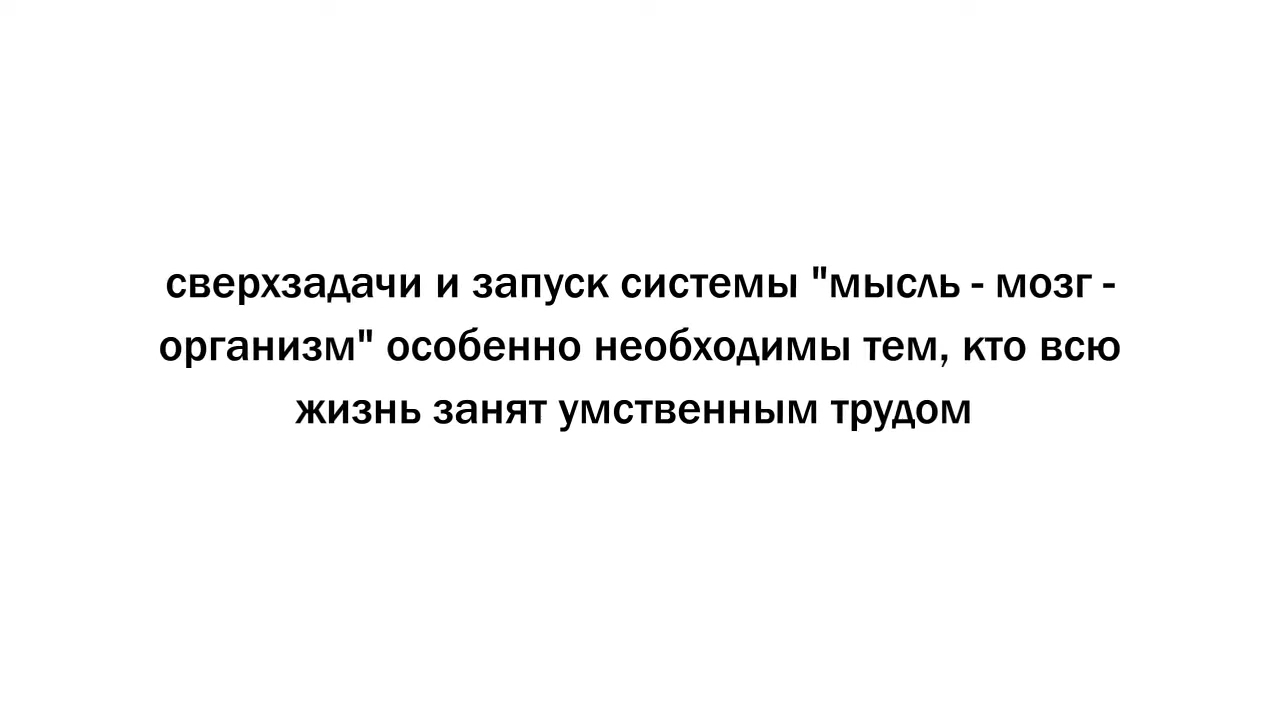 сверхзадачи и запуск системы "мысль - мозг -
организм" особенно необходимы тем, кто всю
жизнь занят умственным трудом